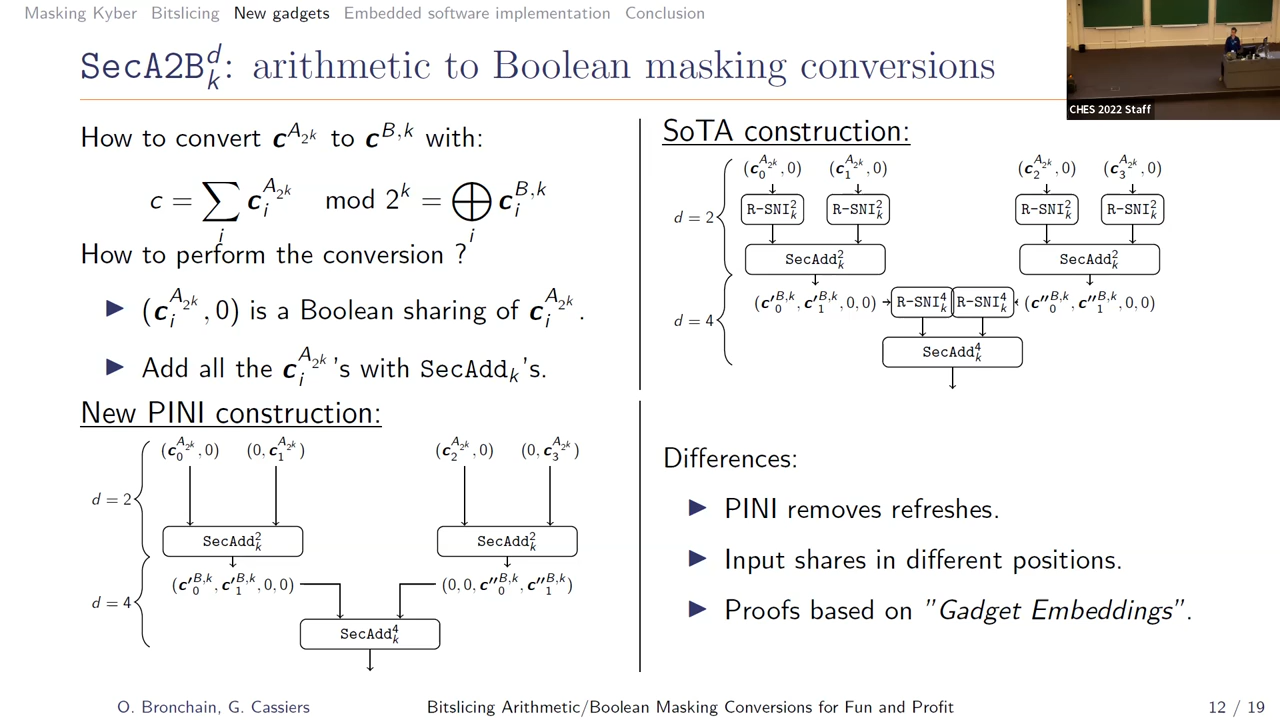 Masking Kyber Bitslicing New gadgets Embedded software implementation Conclusion
SecA2B^d_k: arithmetic to Boolean masking conversions
CHES 2022 Staff
How to convert c^{A_{2^k}} to c^{B,k} with:
c = ∑_i c_i^{A_{2^k}} mod 2^k = ⨁_i c_i^{B,k}
How to perform the conversion ?
▶ (c_i^{A_{2^k}}, 0) is a Boolean sharing of c_i^{A_{2^k}}.
▶ Add all the c_i^{A_{2^k}}'s with SecAdd_k's.
SoTA construction:
(c_0^{A_{2^k}}, 0) (c_1^{A_{2^k}}, 0) (c_2^{A_{2^k}}, 0) (c_3^{A_{2^k}}, 0)
d = 2
R-SNI_k^2 R-SNI_k^2 R-SNI_k^2 R-SNI_k^2
SecAdd_k^2 SecAdd_k^2
(c'_0^{B,k}, c'_1^{B,k}, 0, 0) R-SNI_k^4 R-SNI_k^4 (c''_0^{B,k}, c''_1^{B,k}, 0, 0)
d = 4
SecAdd_k^4
New PINI construction:
(c_0^{A_{2^k}}, 0) (0, c_1^{A_{2^k}}) (c_2^{A_{2^k}}, 0) (0, c_3^{A_{2^k}})
d = 2
SecAdd_k^2 SecAdd_k^2
(c'_0^{B,k}, c'_1^{B,k}, 0, 0) (0, 0, c''_0^{B,k}, c''_1^{B,k})
d = 4
SecAdd_k^4
Differences:
▶ PINI removes refreshes.
▶ Input shares in different positions.
▶ Proofs based on "Gadget Embeddings".
O. Bronchain, G. Cassiers Bitslicing Arithmetic/Boolean Masking Conversions for Fun and Profit 12 / 19